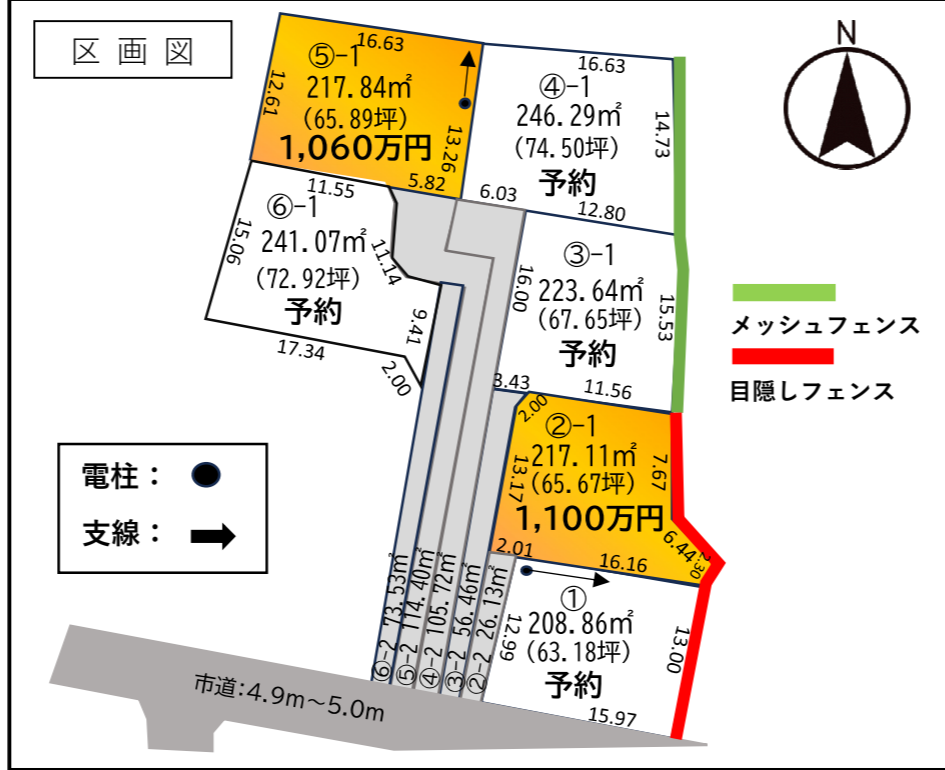 区画図
N
16.63
⑤-1
217.84㎡
(65.89坪)
1,060万円
12.61
13.26
5.82
16.63
④-1
246.29㎡
(74.50坪)
予約
14.73
6.03
12.80
11.55
⑥-1
241.07㎡
(72.92坪)
予約
15.06
11.14
9.41
17.34
2.00
③-1
223.64㎡
(67.65坪)
予約
16.00
15.53
3.43
11.56
メッシュフェンス
目隠しフェンス
2.00
②-1
217.11㎡
(65.67坪)
1,100万円
13.17
7.67
6.44
2.30
2.01
16.16
電柱：
支線：
①
208.86㎡
(63.18坪)
予約
12.99
13.00
15.97
⑥-2 73.53㎡
⑤-2 114.40㎡
④-2 105.72㎡
③-2 56.46㎡
②-2 26.13㎡
市道:4.9m～5.0m